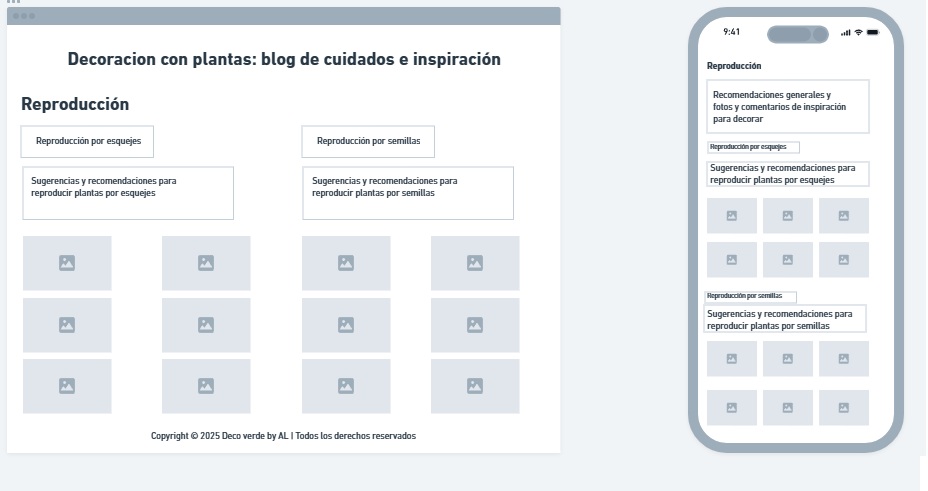 Decoracion con plantas: blog de cuidados e inspiración
Reproducción
Reproducción por esquejes
Reproducción por semillas
Sugerencias y recomendaciones para
reproducir plantas por esquejes
Sugerencias y recomendaciones para
reproducir plantas por semillas
Copyright © 2025 Deco verde by AL | Todos los derechos reservados
9:41
Reproducción
Recomendaciones generales y
fotos y comentarios de inspiración
para decorar
Reproducción por esquejes
Sugerencias y recomendaciones para
reproducir plantas por esquejes
Reproducción por semillas
Sugerencias y recomendaciones para
reproducir plantas por semillas